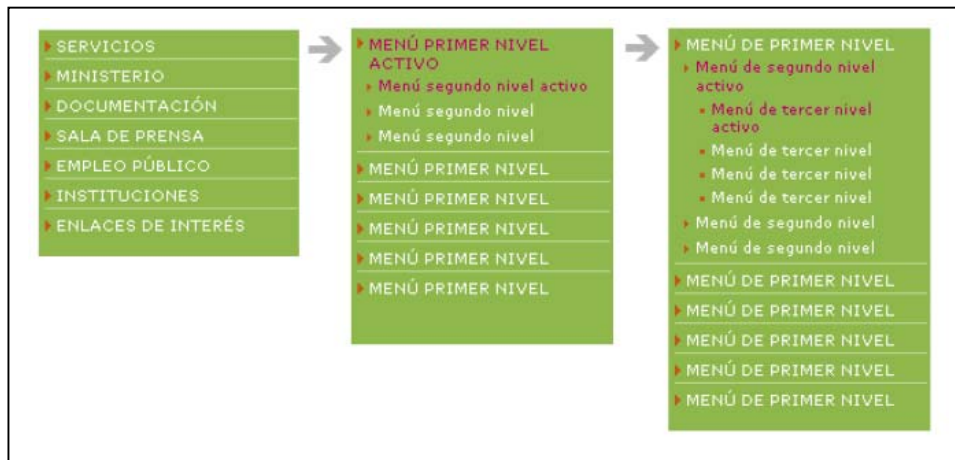 SERVICIOS
MINISTERIO
DOCUMENTACIÓN
SALA DE PRENSA
EMPLEO PÚBLICO
INSTITUCIONES
ENLACES DE INTERÉS
MENÚ PRIMER NIVEL
ACTIVO
Menú segundo nivel activo
Menú segundo nivel
Menú segundo nivel
MENÚ PRIMER NIVEL
MENÚ PRIMER NIVEL
MENÚ PRIMER NIVEL
MENÚ PRIMER NIVEL
MENÚ PRIMER NIVEL
MENÚ DE PRIMER NIVEL
Menú de segundo nivel
activo
Menú de tercer nivel
activo
Menú de tercer nivel
Menú de tercer nivel
Menú de tercer nivel
Menú de segundo nivel
Menú de segundo nivel
MENÚ DE PRIMER NIVEL
MENÚ DE PRIMER NIVEL
MENÚ DE PRIMER NIVEL
MENÚ DE PRIMER NIVEL
MENÚ DE PRIMER NIVEL